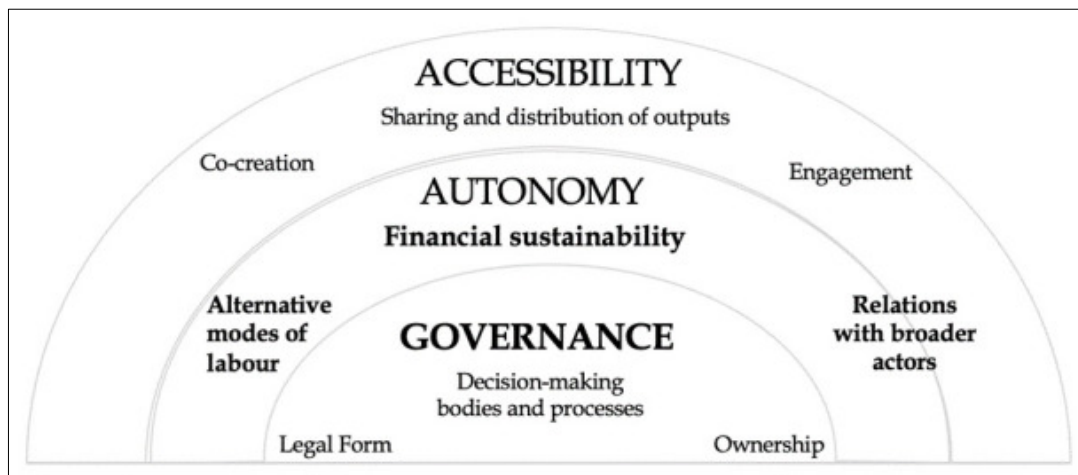 ACCESSIBILITY
Sharing and distribution of outputs
Co-creation
Engagement
AUTONOMY
Financial sustainability
Alternative
modes of
labour
Relations
with broader
actors
GOVERNANCE
Decision-making
bodies and processes
Legal Form
Ownership